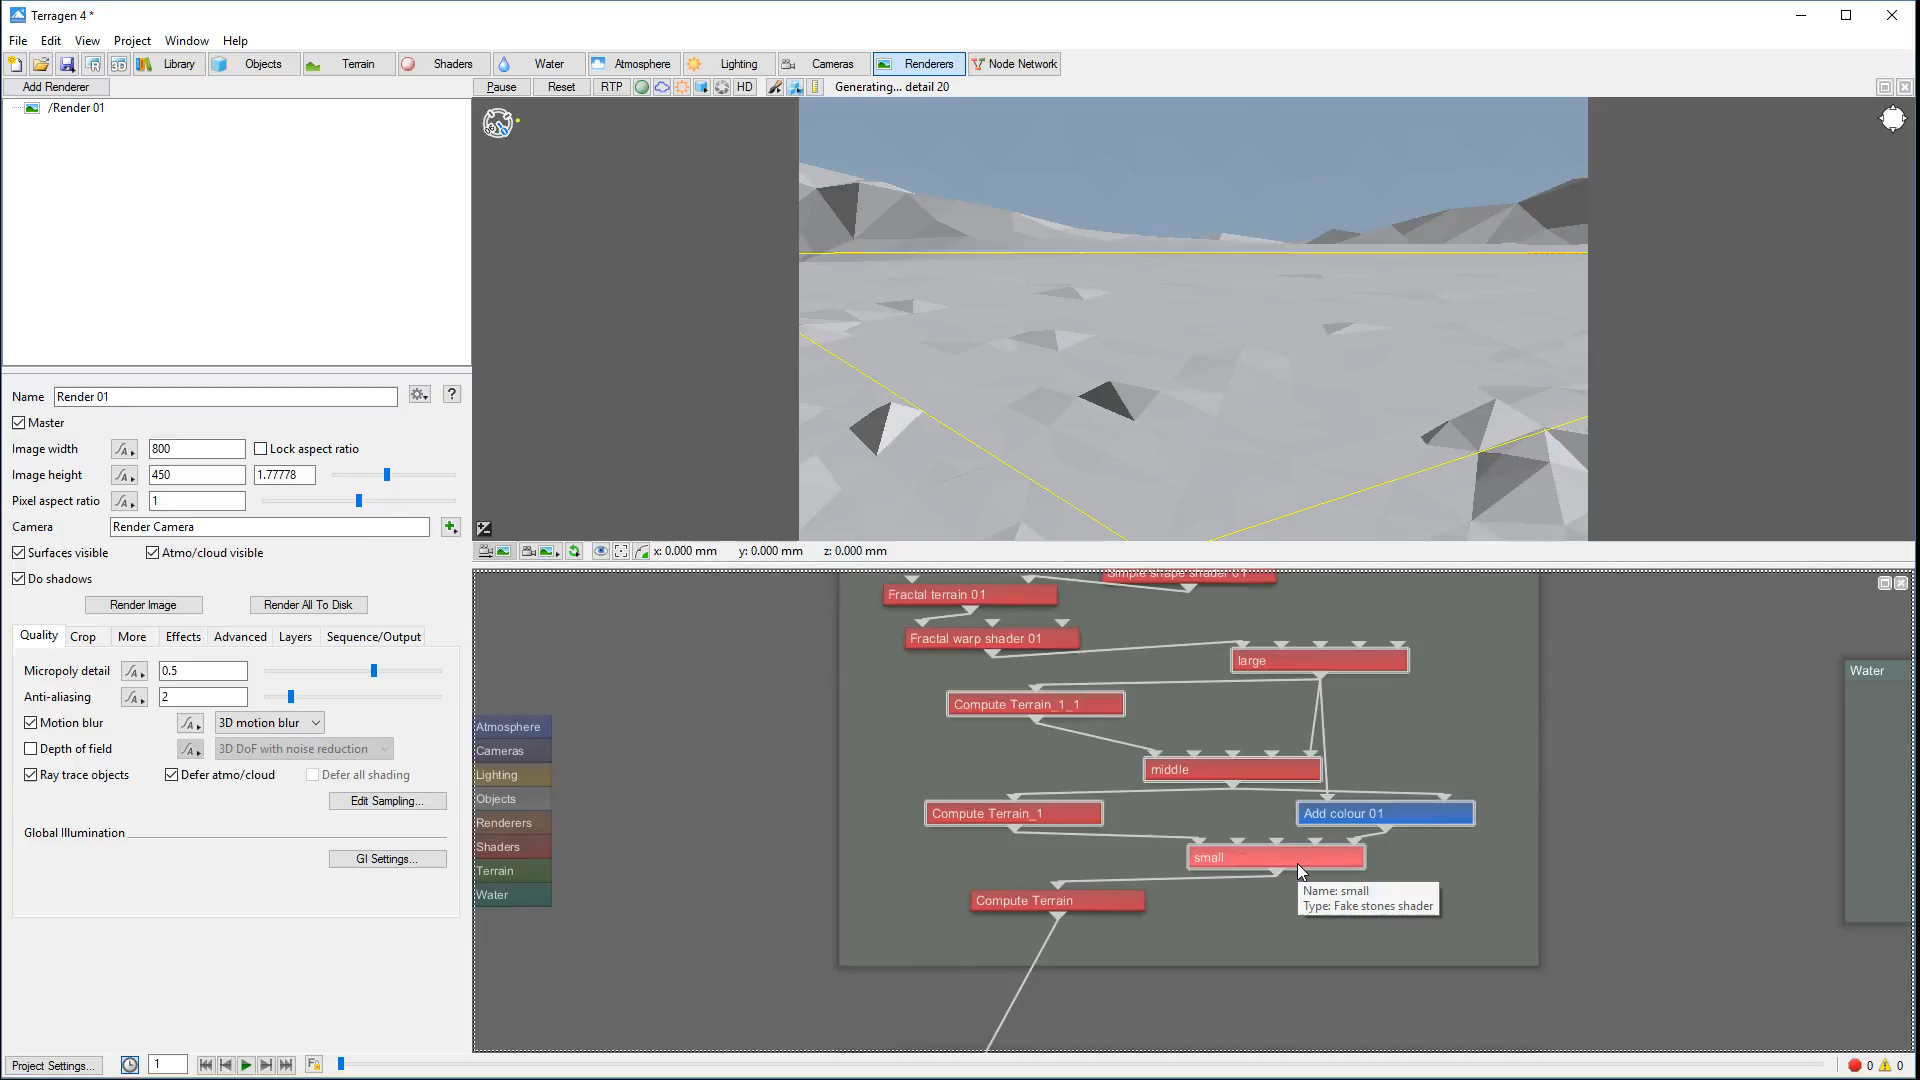 Terragen 4 *
File Edit View Project Window Help
Library Objects Terrain Shaders Water Atmosphere Lighting Cameras Renderers Node Network
Add Renderer Pause Reset RTP HD Generating... detail 20
/Render 01
Name Render 01 ?
Master
Image width 800 Lock aspect ratio
Image height 450 1.77778
Pixel aspect ratio 1
Camera Render Camera
Surfaces visible Atmo/cloud visible
Do shadows
Render Image Render All To Disk
Quality Crop More Effects Advanced Layers Sequence/Output
Micropoly detail 0.5
Anti-aliasing 2
Motion blur 3D motion blur
Depth of field 3D DoF with noise reduction
Ray trace objects Defer atmo/cloud Defer all shading
Edit Sampling...
Global Illumination
GI Settings...
x: 0.000 mm y: 0.000 mm z: 0.000 mm
Simple shape shader 01
Fractal terrain 01
Fractal warp shader 01
large
Compute Terrain_1_1
middle
Compute Terrain_1
Add colour 01
small
Name: small
Type: Fake stones shader
Compute Terrain
Water
Atmosphere
Cameras
Lighting
Objects
Renderers
Shaders
Terrain
Water
Project Settings... 1 0 0